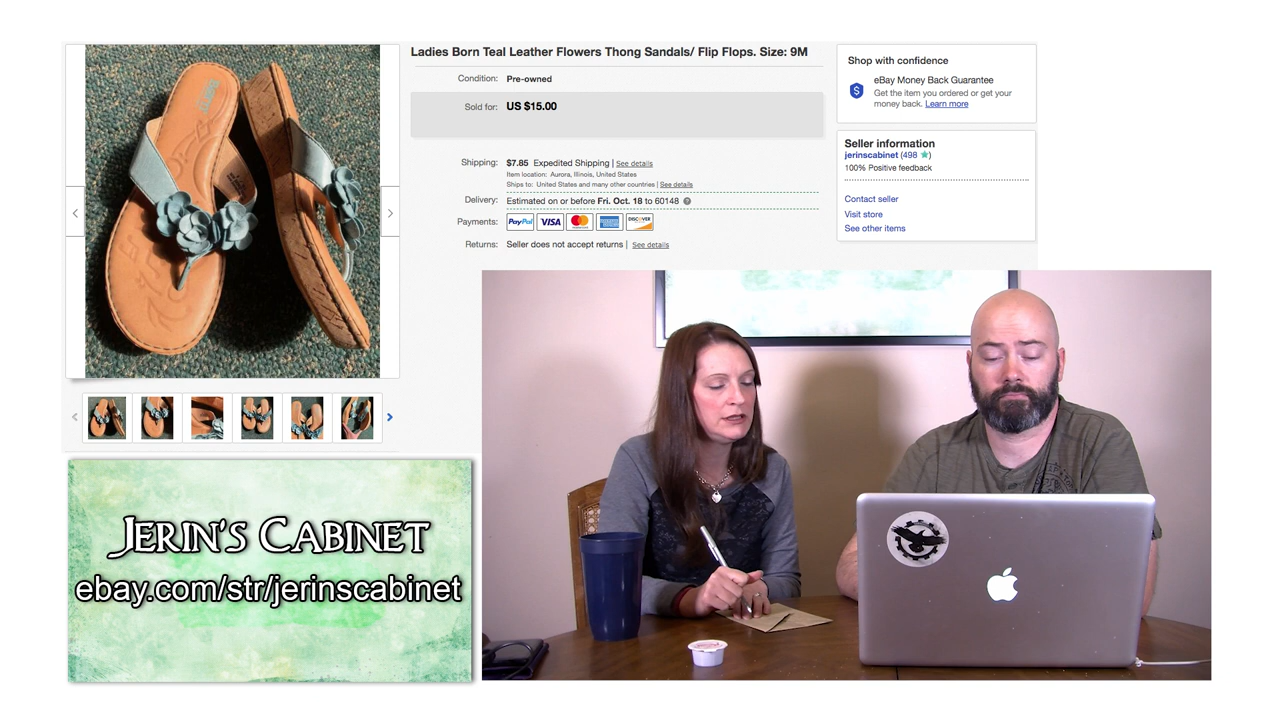 Ladies Born Teal Leather Flowers Thong Sandals/ Flip Flops. Size: 9M
Condition: Pre-owned
Sold for: US $15.00
Shipping: $7.85 Expedited Shipping | See details
Item location: Aurora, Illinois, United States
Ships to: United States and many other countries | See details
Delivery: Estimated on or before Fri. Oct. 18 to 60148
Payments: PayPal VISA MasterCard DISCOVER
Returns: Seller does not accept returns | See details
Shop with confidence
eBay Money Back Guarantee
Get the item you ordered or get your
money back. Learn more
Seller information
jerinscabinet (498 )
100% Positive feedback
Contact seller
Visit store
See other items
JERIN'S CABINET
ebay.com/str/jerinscabinet